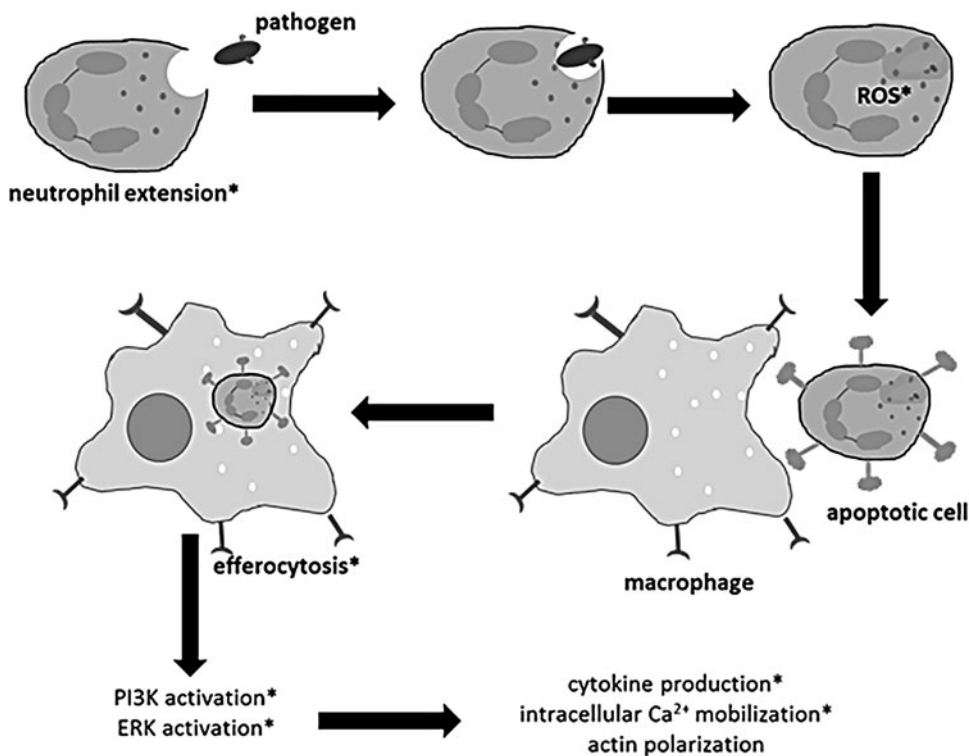 pathogen
ROS*
neutrophil extension*
apoptotic cell
efferocytosis*
macrophage
PI3K activation*
ERK activation*
cytokine production*
intracellular Ca²⁺ mobilization*
actin polarization